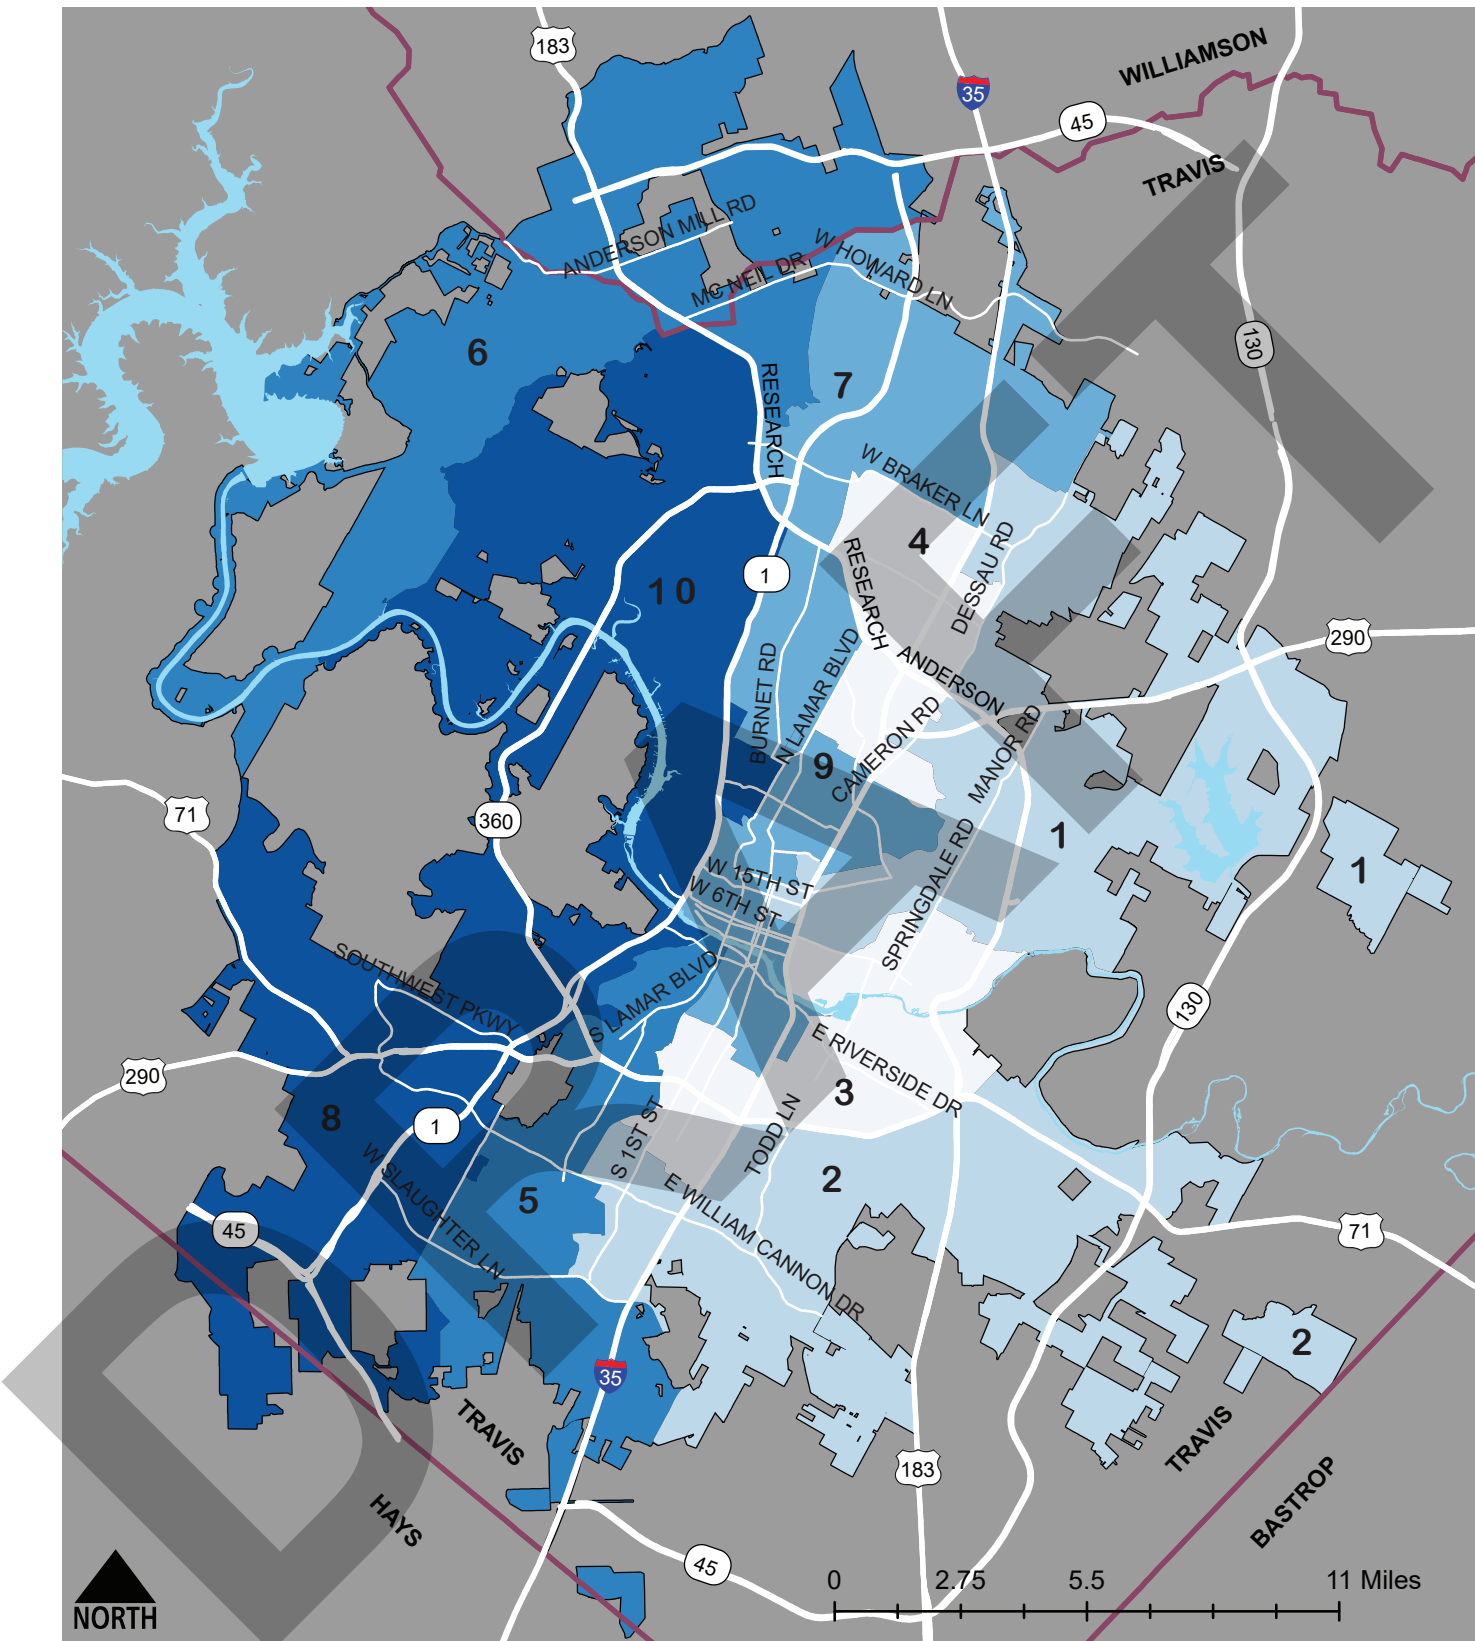 183
35
WILLIAMSON
45
TRAVIS
ANDERSON MILL RD
W HOWARD LN
MC NEIL DR
130
6
7
RESEARCH
W BRAKER LN
4
DESSAU RD
1
10
RESEARCH
290
ANDERSON
BURNET RD
N LAMAR BLVD
CAMERON RD
MANOR RD
9
71
360
1
1
SPRINGDALE RD
W 15TH ST
W 6TH ST
SOUTHWEST PKWY
S LAMAR BLVD
130
E RIVERSIDE DR
290
3
8
1
S 1ST ST
TODD LN
W SLAUGHTER LN
5
2
E WILLIAM CANNON DR
45
71
2
35
TRAVIS
TRAVIS
183
HAYS
BASTROP
45
NORTH
0 2.75 5.5 11 Miles
DRAFT